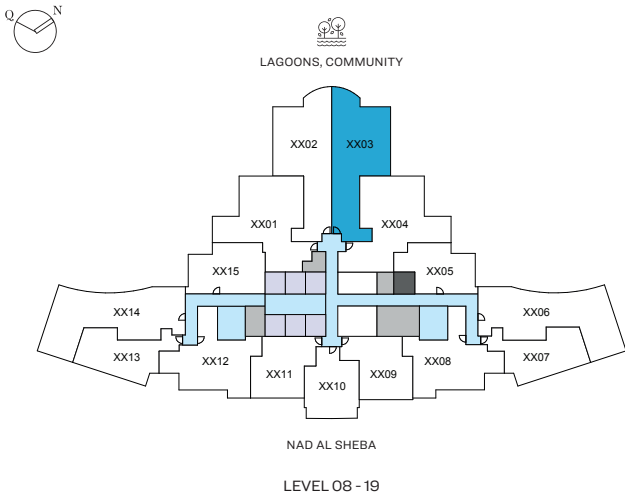 Q N
LAGOONS, COMMUNITY
XX02 XX03
XX01 XX04
XX15 XX05
XX14 XX06
XX13 XX12 XX11 XX10 XX09 XX08 XX07
NAD AL SHEBA
LEVEL 08 - 19